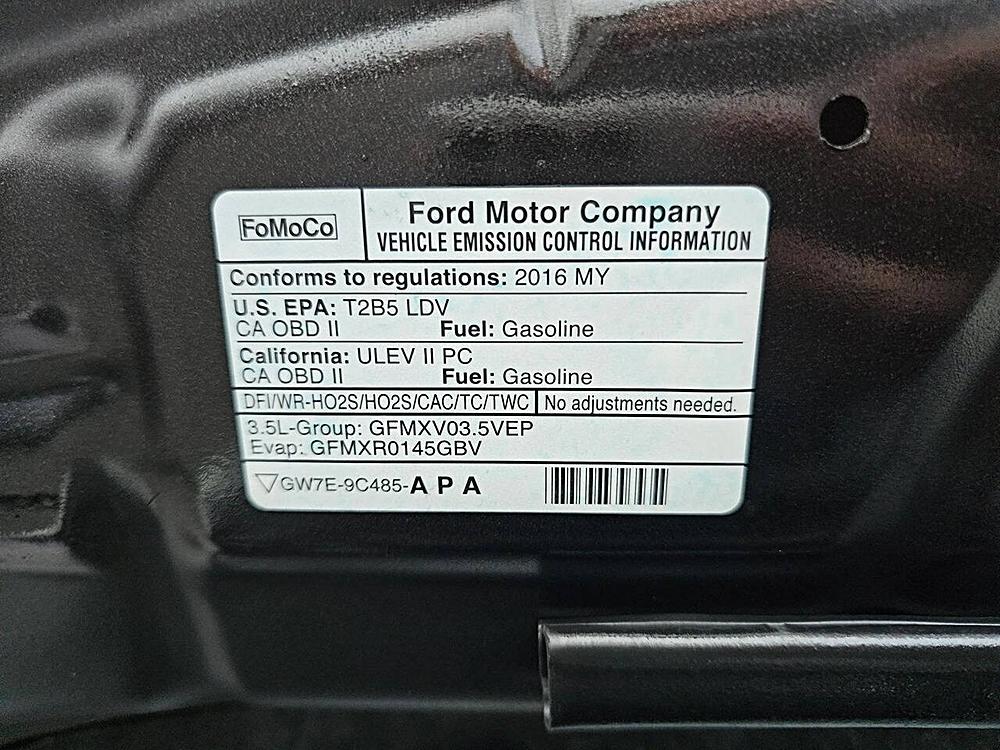 FoMoCo
Ford Motor Company
VEHICLE EMISSION CONTROL INFORMATION
Conforms to regulations: 2016 MY
U.S. EPA: T2B5 LDV
CA OBD II Fuel: Gasoline
California: ULEV II PC
CA OBD II Fuel: Gasoline
DFI/WR-HO2S/HO2S/CAC/TC/TWC No adjustments needed.
3.5L-Group: GFMXV03.5VEP
Evap: GFMXR0145GBV
GW7E-9C485-A P A